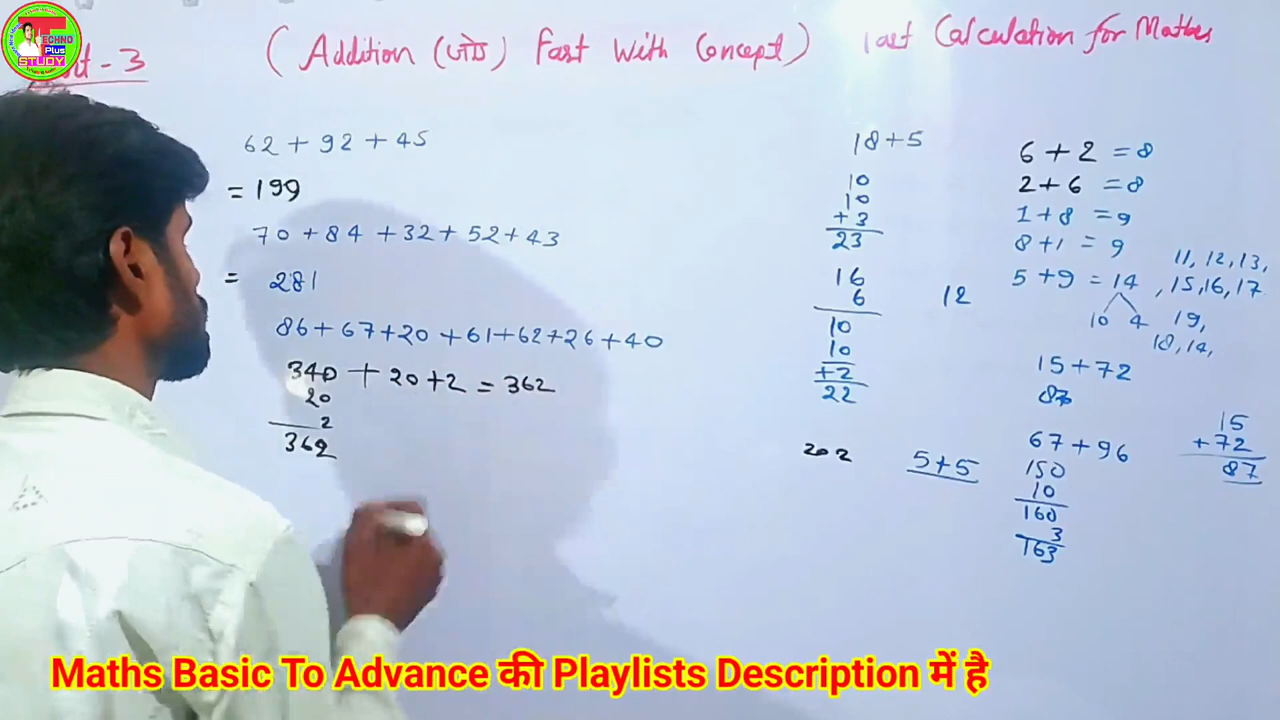 TECHNO
Plus
STUDY
Part - 3
(Addition (जोड़) Fast With Concept) Fast Calculation for Mathes
62 + 92 + 45
= 199
70 + 84 + 32 + 52 + 43
= 281
86 + 67 + 20 + 61 + 62 + 26 + 40
340 + 20 + 2 = 362
20
2
362
18 + 5
10
10
+ 3
23
16
6
10
10
+ 2
22
12
202
5 + 5
6 + 2 = 8
2 + 6 = 8
1 + 8 = 9
8 + 1 = 9
5 + 9 = 14
10 4
11, 12, 13,
, 15, 16, 17
19,
18, 14,
15 + 72
87
67 + 96
150
10
160
3
163
15
+ 72
87
Maths Basic To Advance की Playlists Description में है